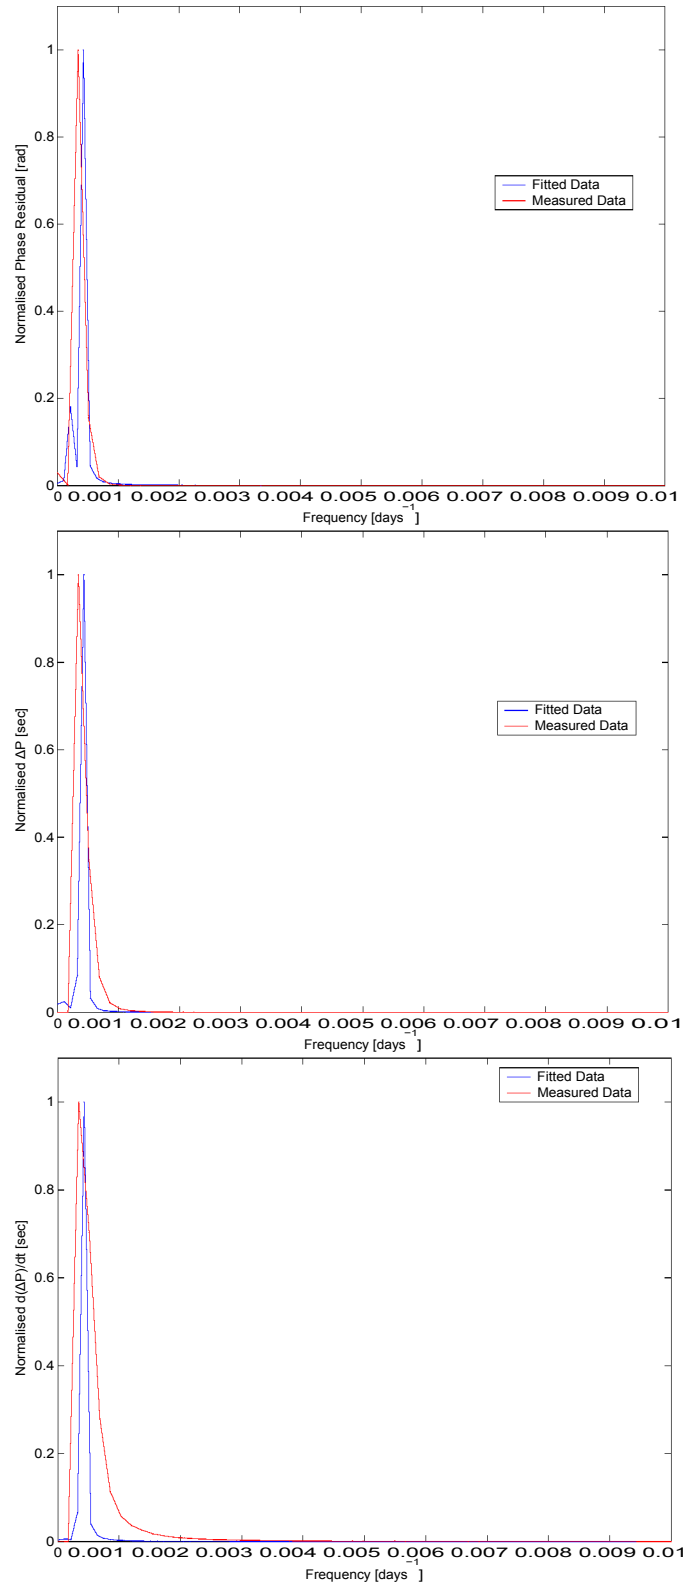 1
0.8
0.6
0.4
0.2
0
Normalised Phase Residual [rad]
Fitted Data
Measured Data
0 0.001 0.002 0.003 0.004 0.005 0.006 0.007 0.008 0.009 0.01
Frequency [days⁻¹]
1
0.8
0.6
0.4
0.2
0
Normalised ΔP [sec]
Fitted Data
Measured Data
0 0.001 0.002 0.003 0.004 0.005 0.006 0.007 0.008 0.009 0.01
Frequency [days⁻¹]
1
0.8
0.6
0.4
0.2
0
Normalised d(ΔP)/dt [sec]
Fitted Data
Measured Data
0 0.001 0.002 0.003 0.004 0.005 0.006 0.007 0.008 0.009 0.01
Frequency [days⁻¹]